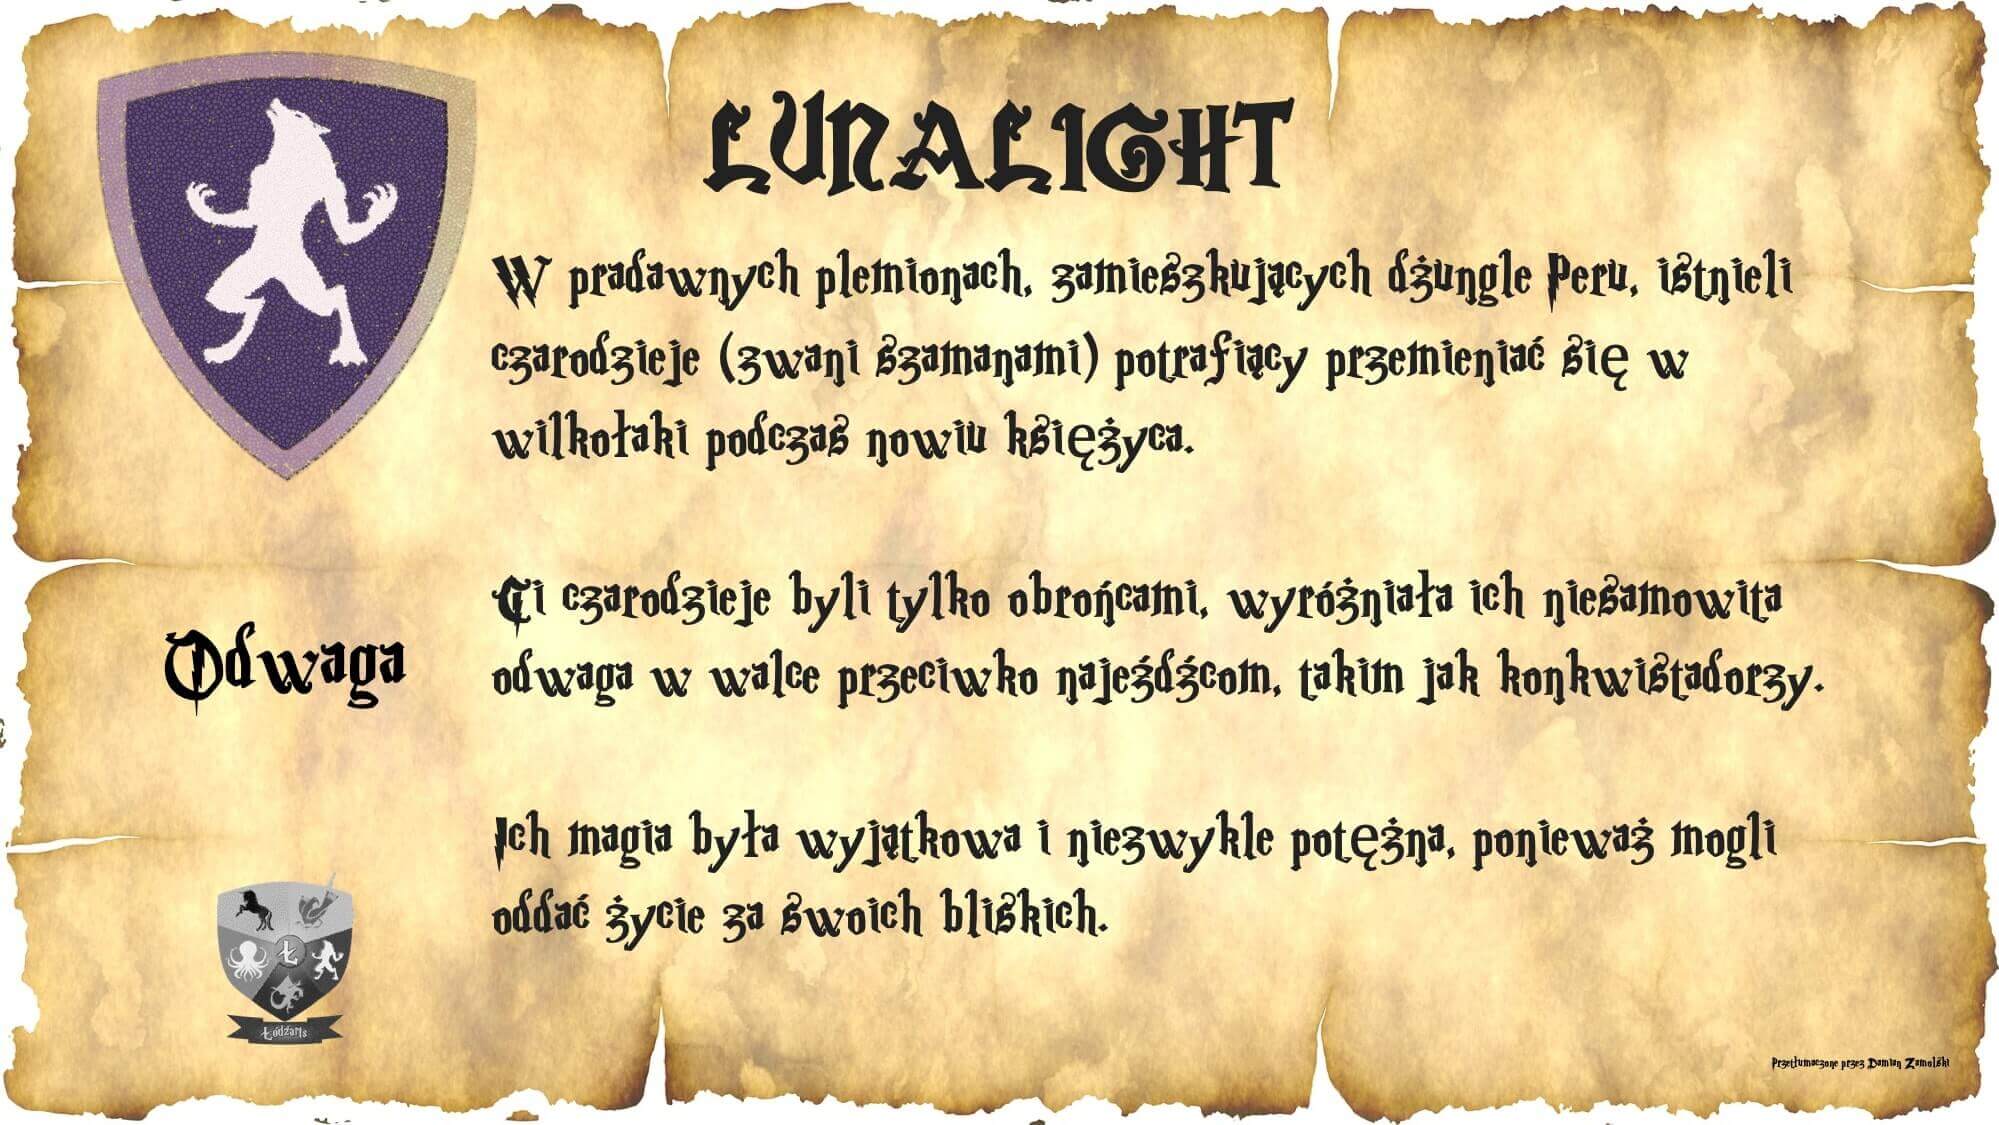 LUNALIGHT
W pradawnych plemionach, zamieszkujących dżungle Peru, istnieli
czarodzieje (zwani szamanami) potrafiący przemieniać się w
wilkołaki podczas nowiu księżyca.
Ci czarodzieje byli tylko obrońcami, wyróżniała ich niesamowita
odwaga w walce przeciwko najeźdźcom, takim jak konkwistadorzy.
Odwaga
Ich magia była wyjątkowa i niezwykle potężna, ponieważ mogli
oddać życie za swoich bliskich.
Ł
Łodżarts
Przetłumaczone przez Damian Zamolski